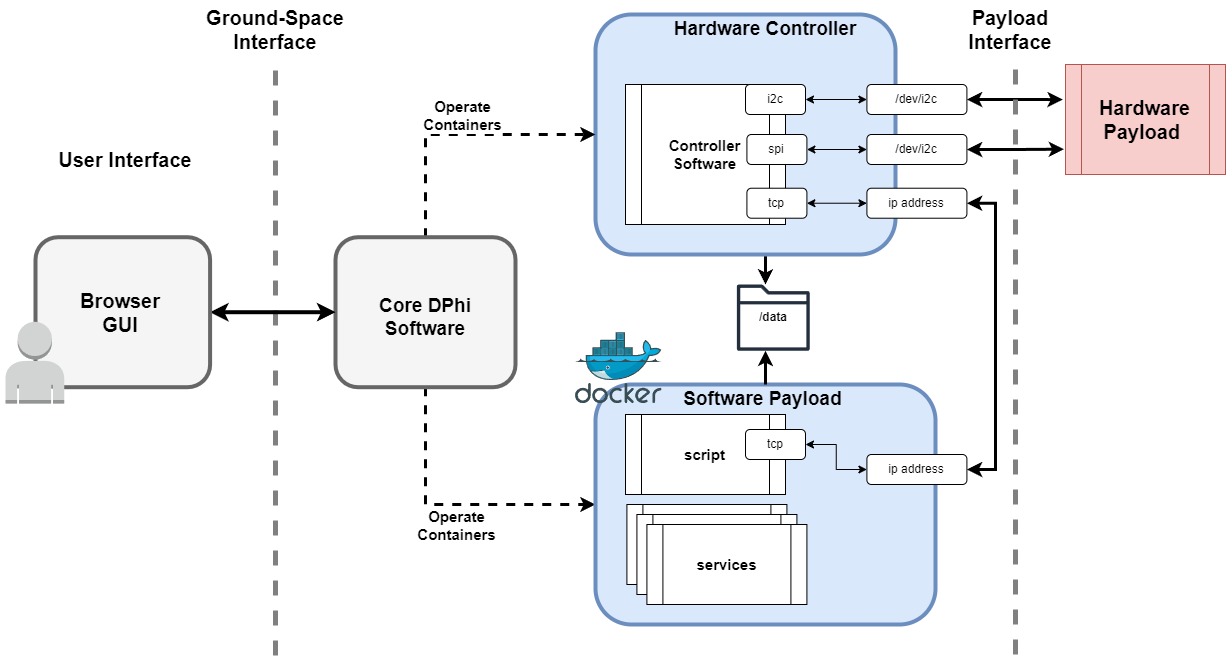 Ground-Space
Interface
Hardware Controller
Payload
Interface
User Interface
Operate
Containers
Controller
Software
i2c
/dev/i2c
spi
/dev/i2c
tcp
ip address
Hardware
Payload
Browser
GUI
Core DPhi
Software
/data
docker
Software Payload
script
tcp
ip address
services
Operate
Containers